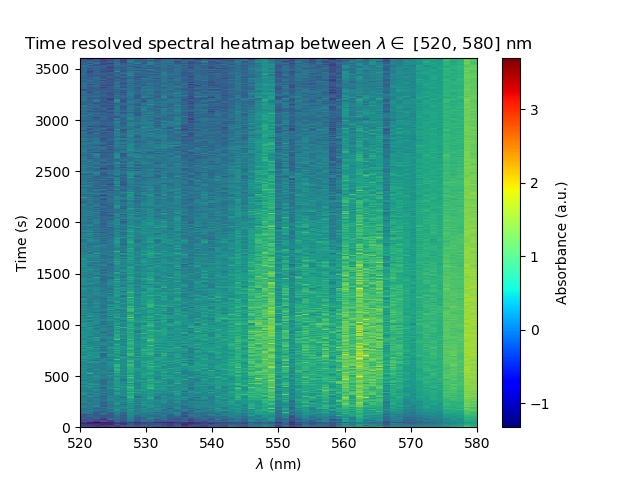 Time resolved spectral heatmap between λ ∈ [520, 580] nm
3500
3000
2500
2000
1500
1000
500
0
Time (s)
520 530 540 550 560 570 580
λ (nm)
3
2
1
0
−1
Absorbance (a.u.)